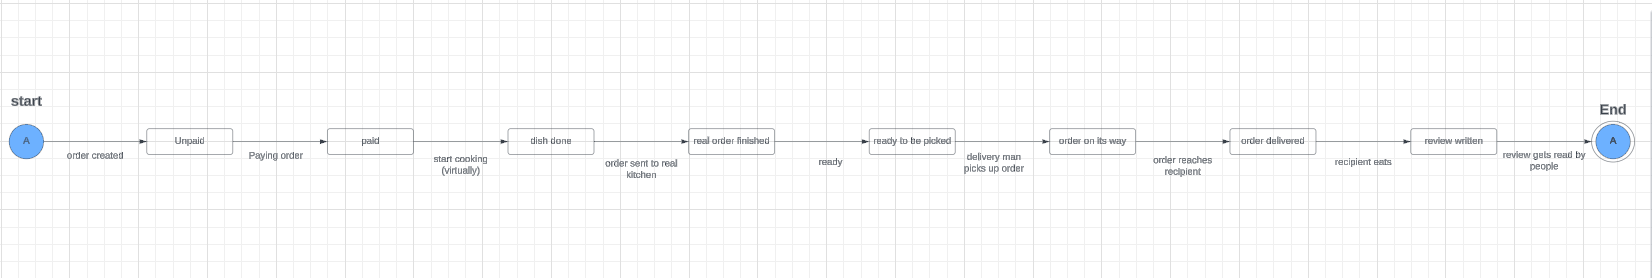 start
End
A
Unpaid
paid
dish done
real order finished
ready to be picked
order on its way
order delivered
review written
A
order created
Paying order
start cooking
(virtually)
order sent to real
kitchen
ready
delivery man
picks up order
order reaches
recipient
recipient eats
review gets read by
people